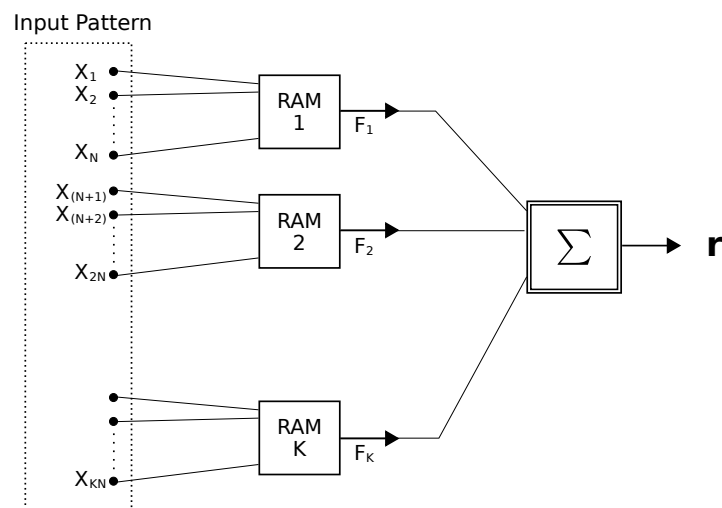 Input Pattern
X1
X2
XN
RAM
1
F1
X(N+1)
X(N+2)
X2N
RAM
2
F2
Σ
r
RAM
K
FK
XKN